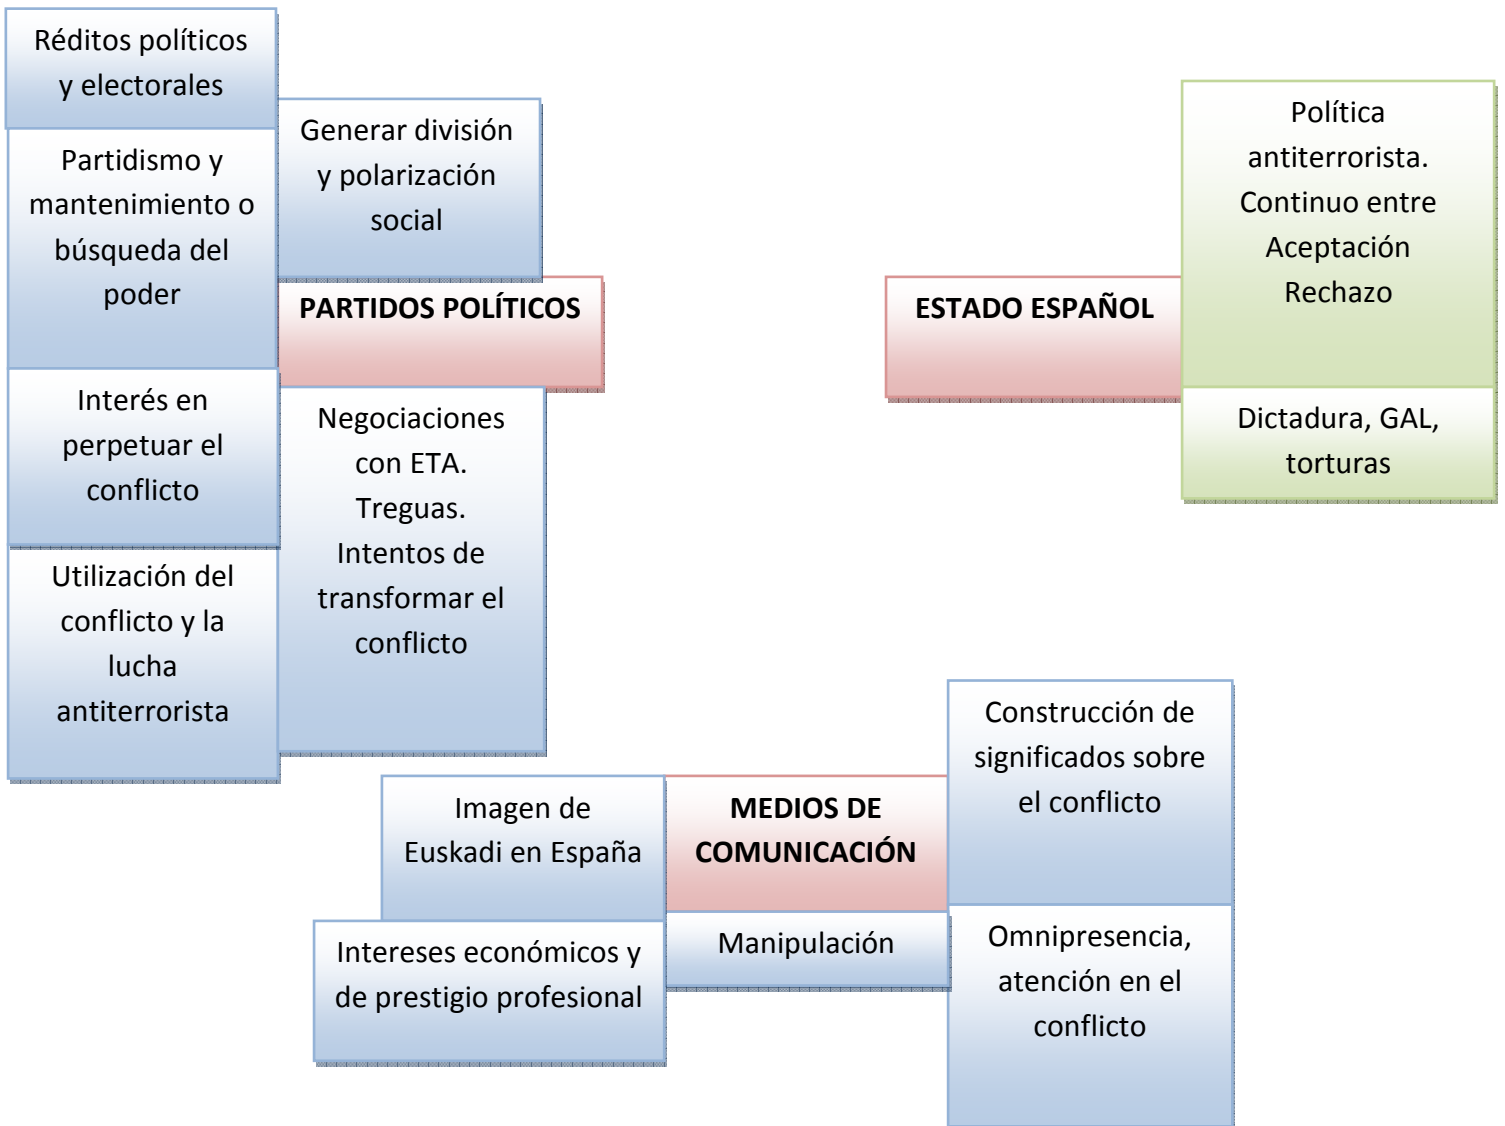 Réditos políticos
y electorales
Partidismo y
mantenimiento o
búsqueda del
poder
Interés en
perpetuar el
conflicto
Utilización del
conflicto y la
lucha
antiterrorista
Generar división
y polarización
social
PARTIDOS POLÍTICOS
Negociaciones
con ETA.
Treguas.
Intentos de
transformar el
conflicto
ESTADO ESPAÑOL
Política
antiterrorista.
Continuo entre
Aceptación
Rechazo
Dictadura, GAL,
torturas
Imagen de
Euskadi en España
Intereses económicos y
de prestigio profesional
MEDIOS DE
COMUNICACIÓN
Manipulación
Construcción de
significados sobre
el conflicto
Omnipresencia,
atención en el
conflicto